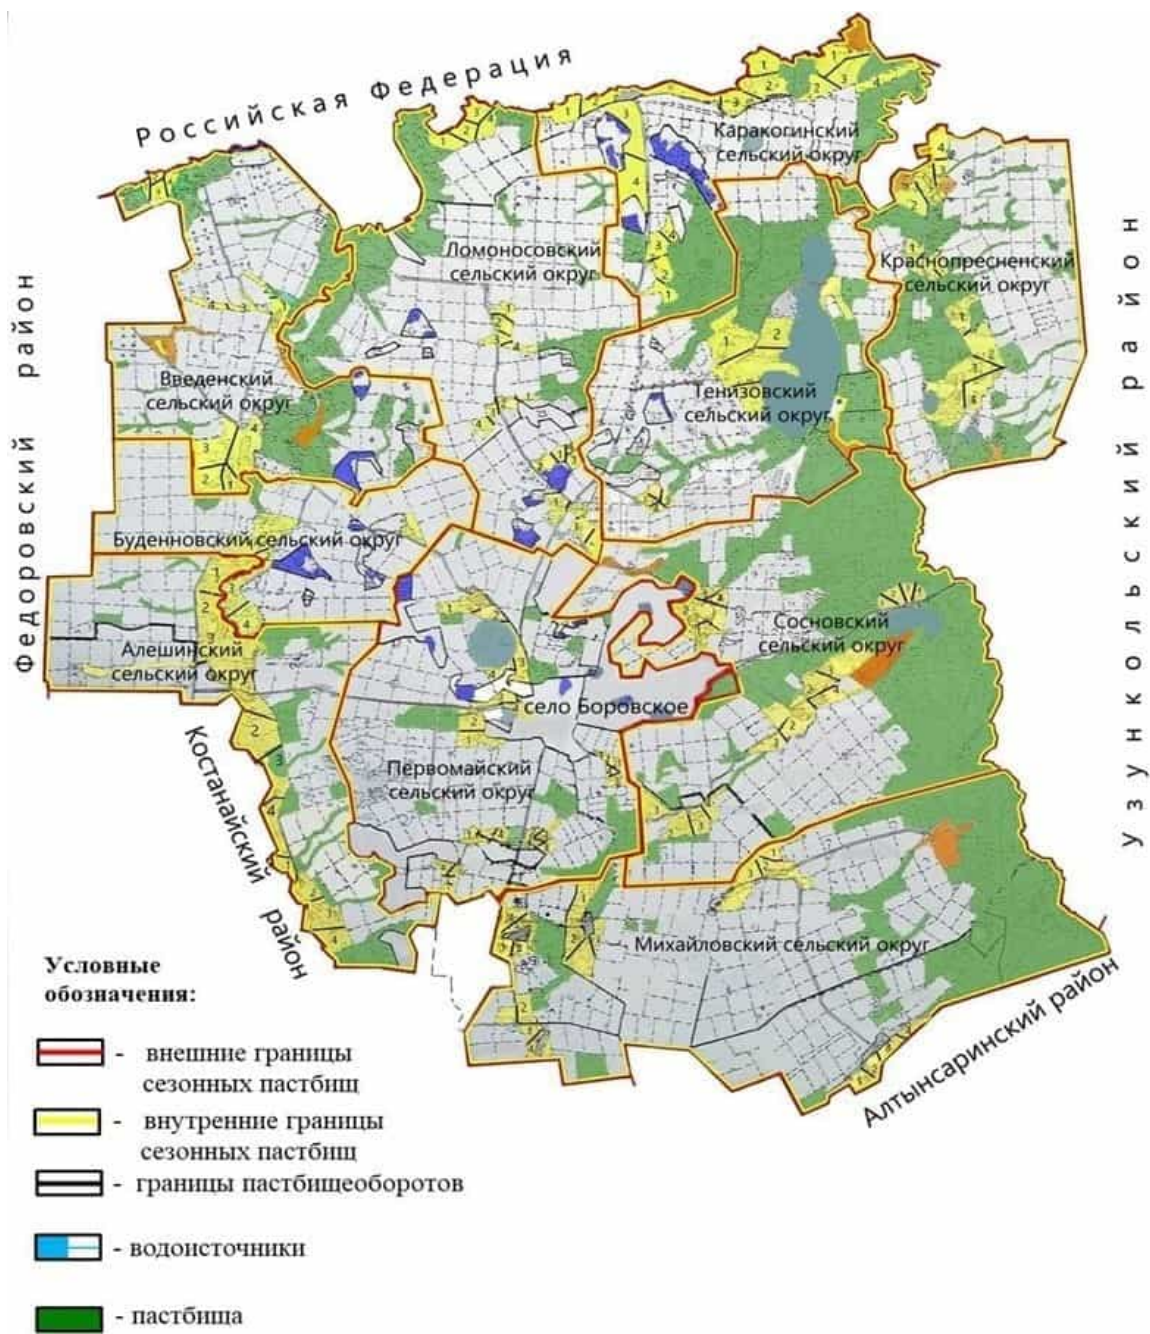 Российская Федерация
Каракогинский
сельский округ
Ломоносовский
сельский округ
Краснопресненский
сельский округ
Федоровский район
Узункольский район
Введенский
сельский округ
Тенизовский
сельский округ
Буденновский сельский округ
Алешинский
сельский округ
Сосновский
сельский округ
село Боровское
Костанайский район
Первомайский
сельский округ
Михайловский сельский округ
Алтынсаринский район
Условные
обозначения:
- внешние границы
сезонных пастбищ
- внутренние границы
сезонных пастбищ
- границы пастбищеоборотов
- водоисточники
- пастбища